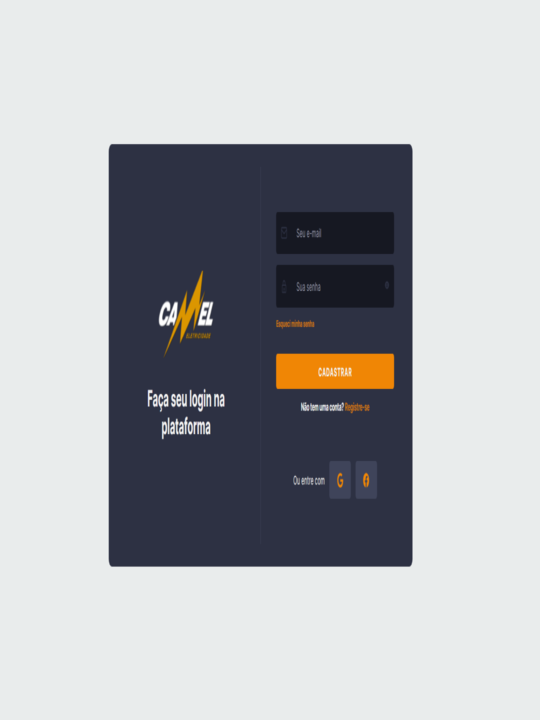 CAMEL
ELETRICIDADE
Faça seu login na
plataforma
Seu e-mail
Sua senha
Esqueci minha senha
CADASTRAR
Não tem uma conta? Registre-se
Ou entre com